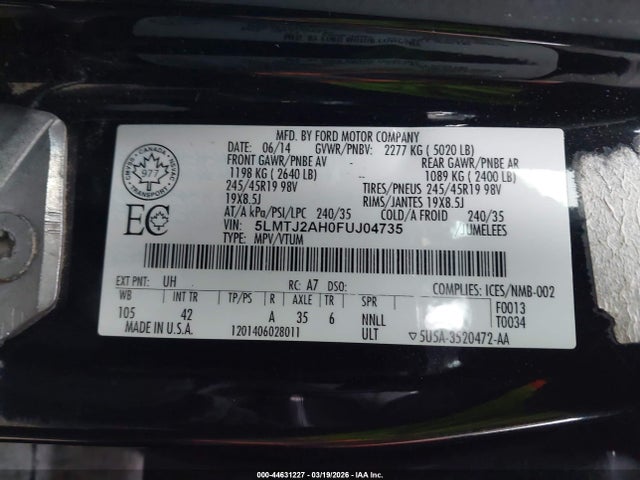 MFD. BY FORD MOTOR COMPANY
DATE: 06/14 GVWR/PNBV: 2277 KG ( 5020 LB)
FRONT GAWR/PNBE AV REAR GAWR/PNBE AR
1198 KG ( 2640 LB) 1089 KG ( 2400 LB)
245/45R19 98V TIRES/PNEUS 245/45R19 98V
19X8.5J RIMS/JANTES 19X8.5J
AT/A kPa/PSI/LPC 240/35 COLD/A FROID 240/35
VIN: 5LMTJ2AH0FUJ04735 /JUMELEES
TYPE: MPV/VTUM
CANADA
977
TRANSPORT
EC
EXT PNT: UH RC: A7 DSO: COMPLIES: ICES/NMB-002
WB INT TR TP/PS R AXLE TR SPR F0013
105 42 A 35 6 NNLL T0034
MADE IN U.S.A. 1201406028011 ULT 5U5A-3520472-AA
000-44631227 - 03/19/2026 - IAA Inc.